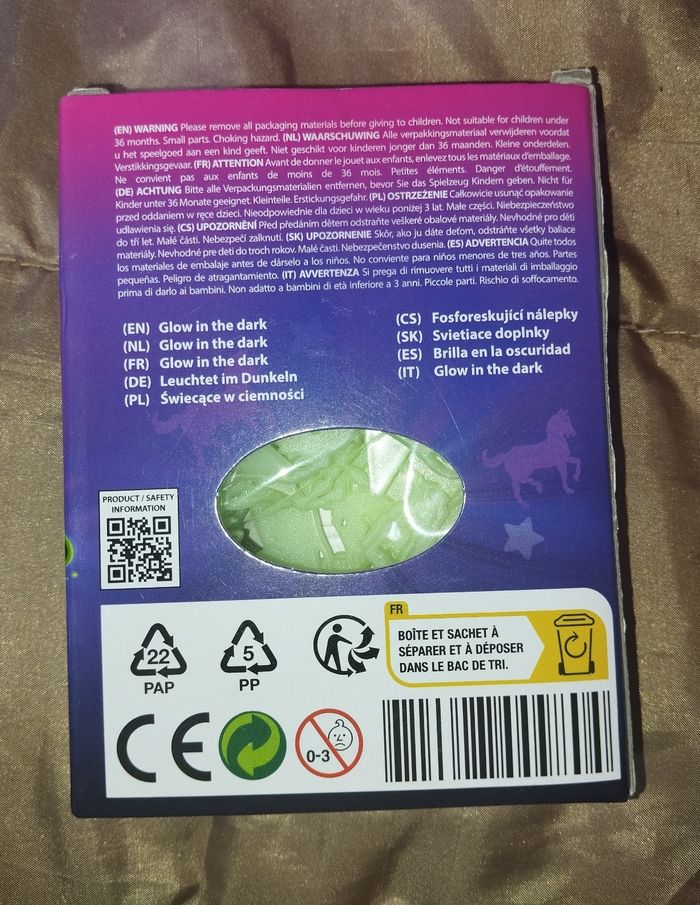 (EN) WARNING Please remove all packaging materials before giving to children. Not suitable for children under
36 months. Small parts. Choking hazard. (NL) WAARSCHUWING Alle verpakkingsmateriaal verwijderen voordat
u het speelgoed aan een kind geeft. Niet geschikt voor kinderen jonger dan 36 maanden. Kleine onderdelen.
Verstikkingsgevaar. (FR) ATTENTION Avant de donner le jouet aux enfants, enlevez tous les matériaux d'emballage.
Ne convient pas aux enfants de moins de 36 mois. Petites éléments. Danger d'étouffement.
(DE) ACHTUNG Bitte alle Verpackungsmaterialien entfernen, bevor Sie das Spielzeug Kindern geben. Nicht für
Kinder unter 36 Monate geeignet. Kleinteile. Erstickungsgefahr. (PL) OSTRZEŻENIE Całkowicie usunąć opakowanie
przed oddaniem w ręce dzieci. Nieodpowiednie dla dzieci w wieku poniżej 3 lat. Małe części. Niebezpieczeństwo
udławienia się. (CS) UPOZORNĚNÍ Před předáním dětem odstraňte veškeré obalové materiály. Nevhodné pro děti
do tří let. Malé části. Nebezpečí zalknutí. (SK) UPOZORNENIE Skôr, ako ju dáte deťom, odstráňte všetky baliace
materiály. Nevhodné pre deti do troch rokov. Malé časti. Nebezpečenstvo dusenia. (ES) ADVERTENCIA Quite todos
los materiales de embalaje antes de dárselo a los niños. No conviente para niños menores de tres años. Partes
pequeñas. Peligro de atragantamiento. (IT) AVVERTENZA Si prega di rimuovere tutti i materiali di imballaggio
prima di darlo ai bambini. Non adatto a bambini di età inferiore a 3 anni. Piccole parti. Rischio di soffocamento.
(EN) Glow in the dark
(NL) Glow in the dark
(FR) Glow in the dark
(DE) Leuchtet im Dunkeln
(PL) Świecące w ciemności
(CS) Fosforeskující nálepky
(SK) Svietiace doplnky
(ES) Brilla en la oscuridad
(IT) Glow in the dark
PRODUCT / SAFETY
INFORMATION
22
PAP
5
PP
FR
BOÎTE ET SACHET À
SÉPARER ET À DÉPOSER
DANS LE BAC DE TRI.
CE
0-3